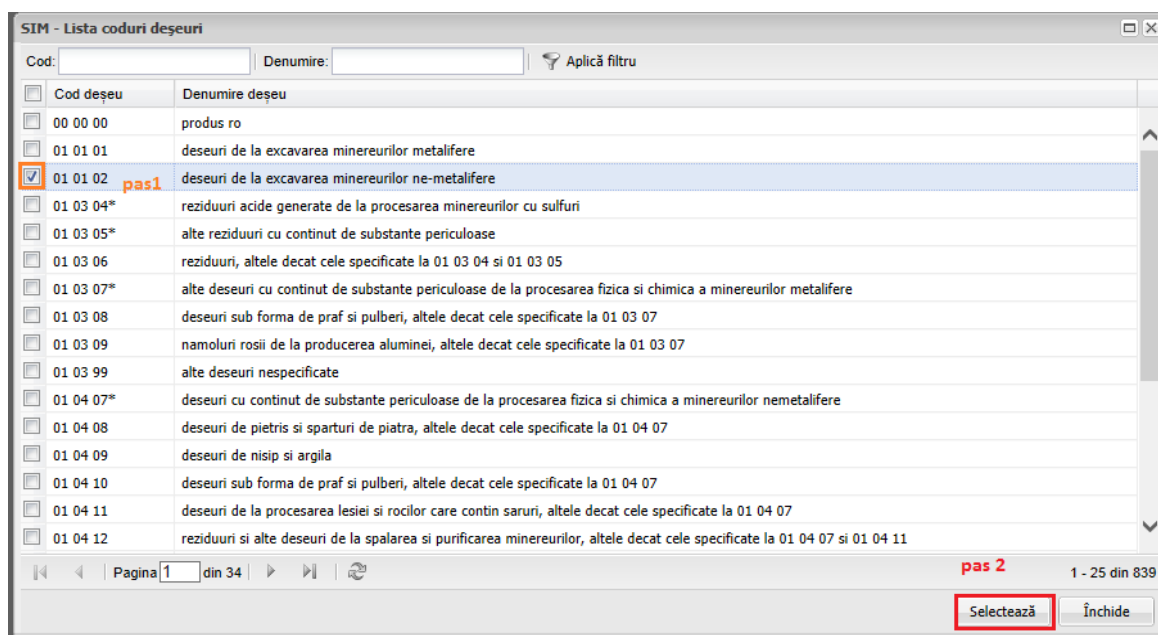 SIM - Lista coduri deşeuri
Cod: Denumire: Aplică filtru
Cod deșeu Denumire deșeu
00 00 00 produs ro
01 01 01 deseuri de la excavarea minereurilor metalifere
01 01 02 pas1 deseuri de la excavarea minereurilor ne-metalifere
01 03 04* reziduuri acide generate de la procesarea minereurilor cu sulfuri
01 03 05* alte reziduuri cu continut de substante periculoase
01 03 06 reziduuri, altele decat cele specificate la 01 03 04 si 01 03 05
01 03 07* alte deseuri cu continut de substante periculoase de la procesarea fizica si chimica a minereurilor metalifere
01 03 08 deseuri sub forma de praf si pulberi, altele decat cele specificate la 01 03 07
01 03 09 namoluri rosii de la producerea aluminei, altele decat cele specificate la 01 03 07
01 03 99 alte deseuri nespecificate
01 04 07* deseuri cu continut de substante periculoase de la procesarea fizica si chimica a minereurilor nemetalifere
01 04 08 deseuri de pietris si sparturi de piatra, altele decat cele specificate la 01 04 07
01 04 09 deseuri de nisip si argila
01 04 10 deseuri sub forma de praf si pulberi, altele decat cele specificate la 01 04 07
01 04 11 deseuri de la procesarea lesiei si rocilor care contin saruri, altele decat cele specificate la 01 04 07
01 04 12 reziduuri si alte deseuri de la spalarea si purificarea minereurilor, altele decat cele specificate la 01 04 07 si 01 04 11
Pagina 1 din 34 pas 2 1 - 25 din 839
Selectează Închide